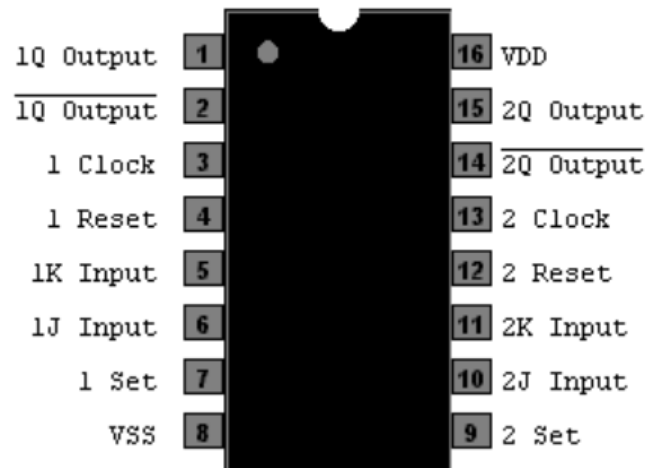 1Q Output 1 16 VDD
1Q Output 2 15 2Q Output
1 Clock 3 14 2Q Output
1 Reset 4 13 2 Clock
1K Input 5 12 2 Reset
1J Input 6 11 2K Input
1 Set 7 10 2J Input
VSS 8 9 2 Set